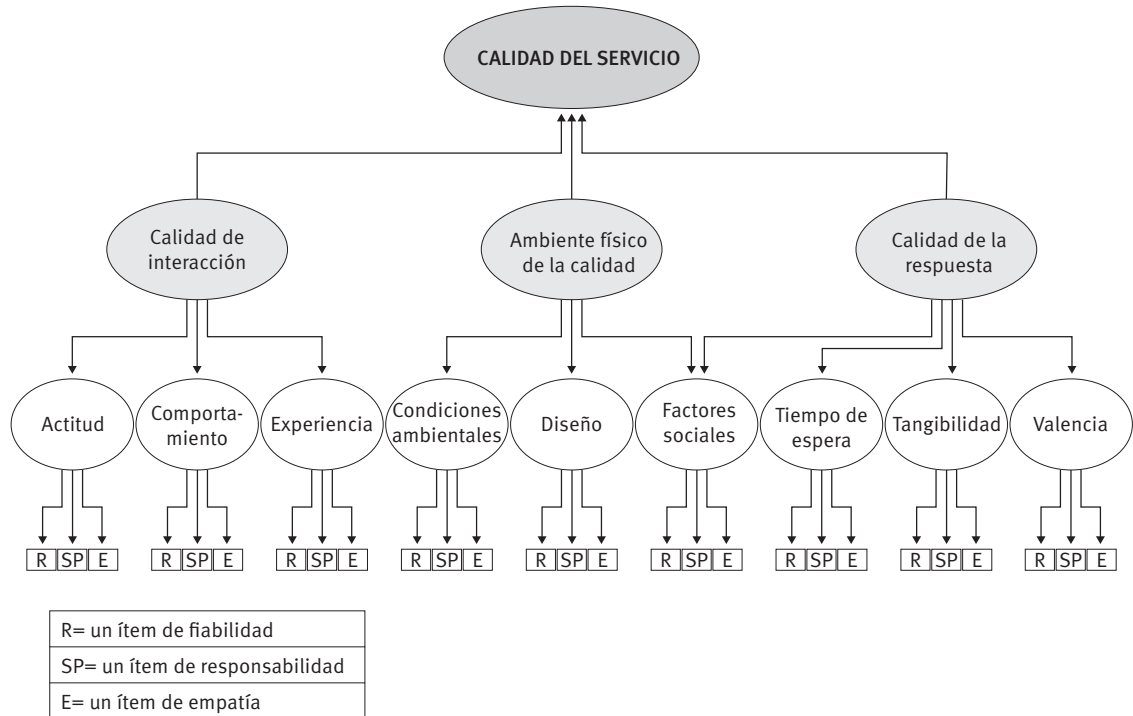 CALIDAD DEL SERVICIO
Calidad de
interacción
Ambiente físico
de la calidad
Calidad de la
respuesta
Actitud
Comporta-
miento
Experiencia
Condiciones
ambientales
Diseño
Factores
sociales
Tiempo de
espera
Tangibilidad
Valencia
R SP E
R SP E
R SP E
R SP E
R SP E
R SP E
R SP E
R SP E
R SP E
R= un ítem de fiabilidad
SP= un ítem de responsabilidad
E= un ítem de empatía